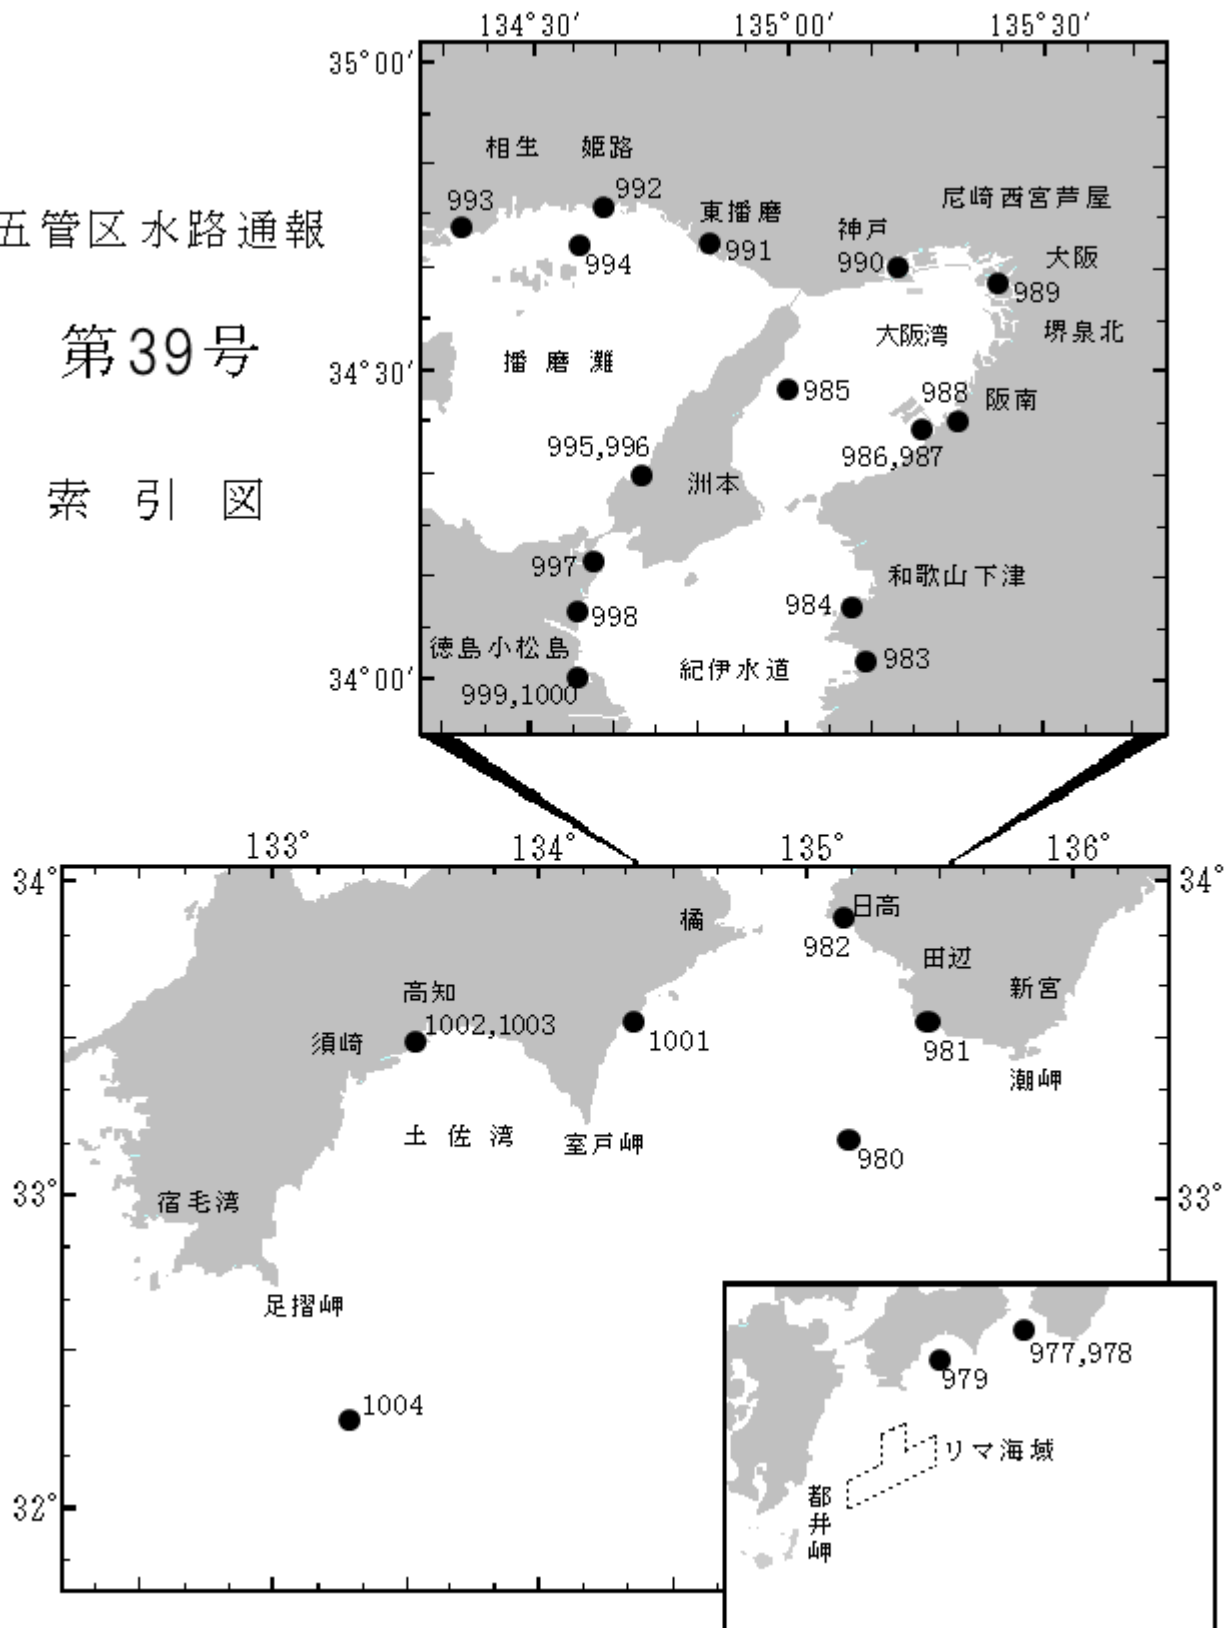 134°30′ 135°00′ 135°30′
35°00′
相生 姫路
992
993
東播磨
尼崎西宮芦屋
五管区水路通報
神戸
994
991
990
大阪
989
第39号
大阪湾
堺泉北
播磨灘
34°30′
985
988
阪南
995,996
986,987
索引図
洲本
997
和歌山下津
984
998
徳島小松島
紀伊水道
983
34°00′
999,1000
133° 134° 135° 136°
34° 34°
橘
日高
982
田辺
高知
新宮
1002,1003
須崎
1001
981
潮岬
土佐湾
室戸岬
980
宿毛湾
33° 33°
足摺岬
977,978
979
1004
リマ海域
都井岬
32°